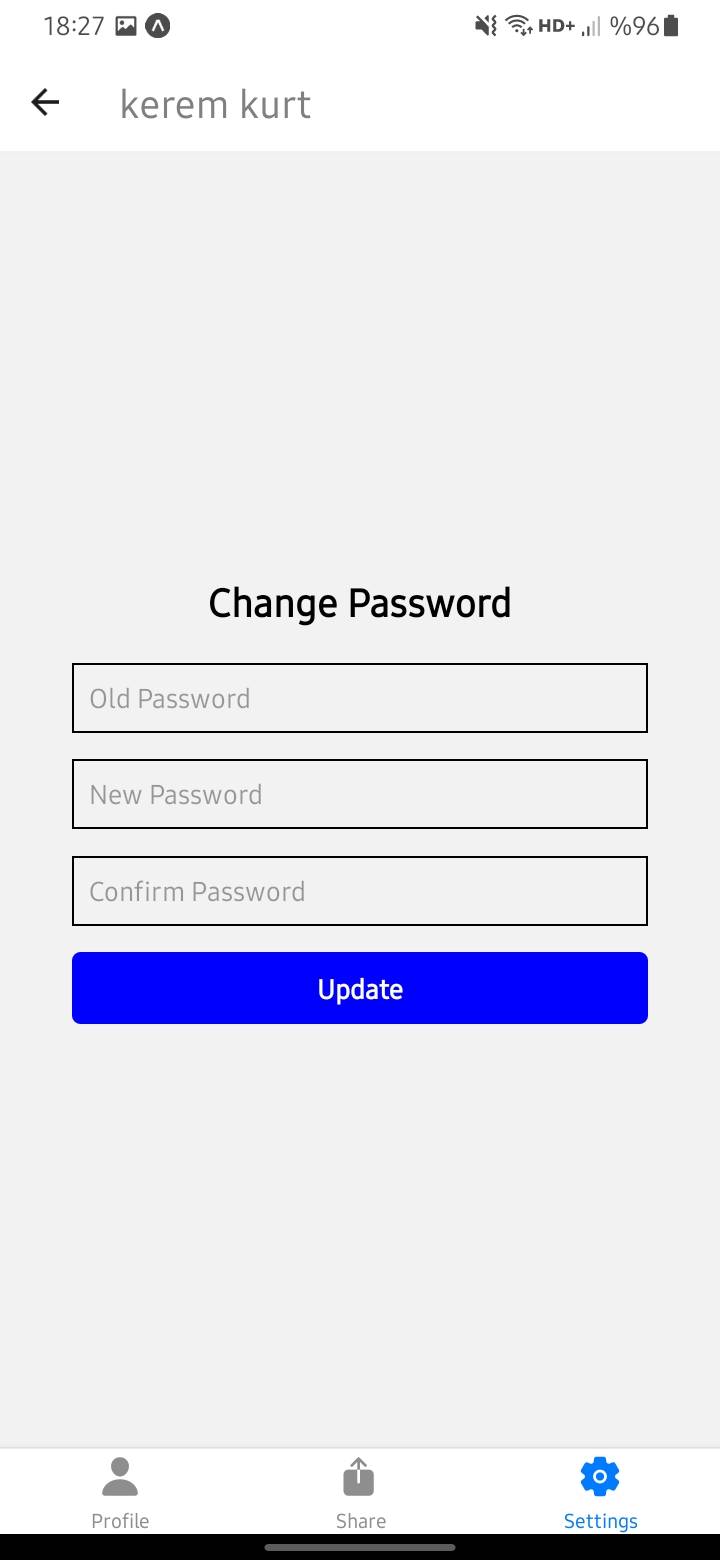 18:27 HD+ %96
kerem kurt
Change Password
Old Password
New Password
Confirm Password
Update
Profile Share Settings